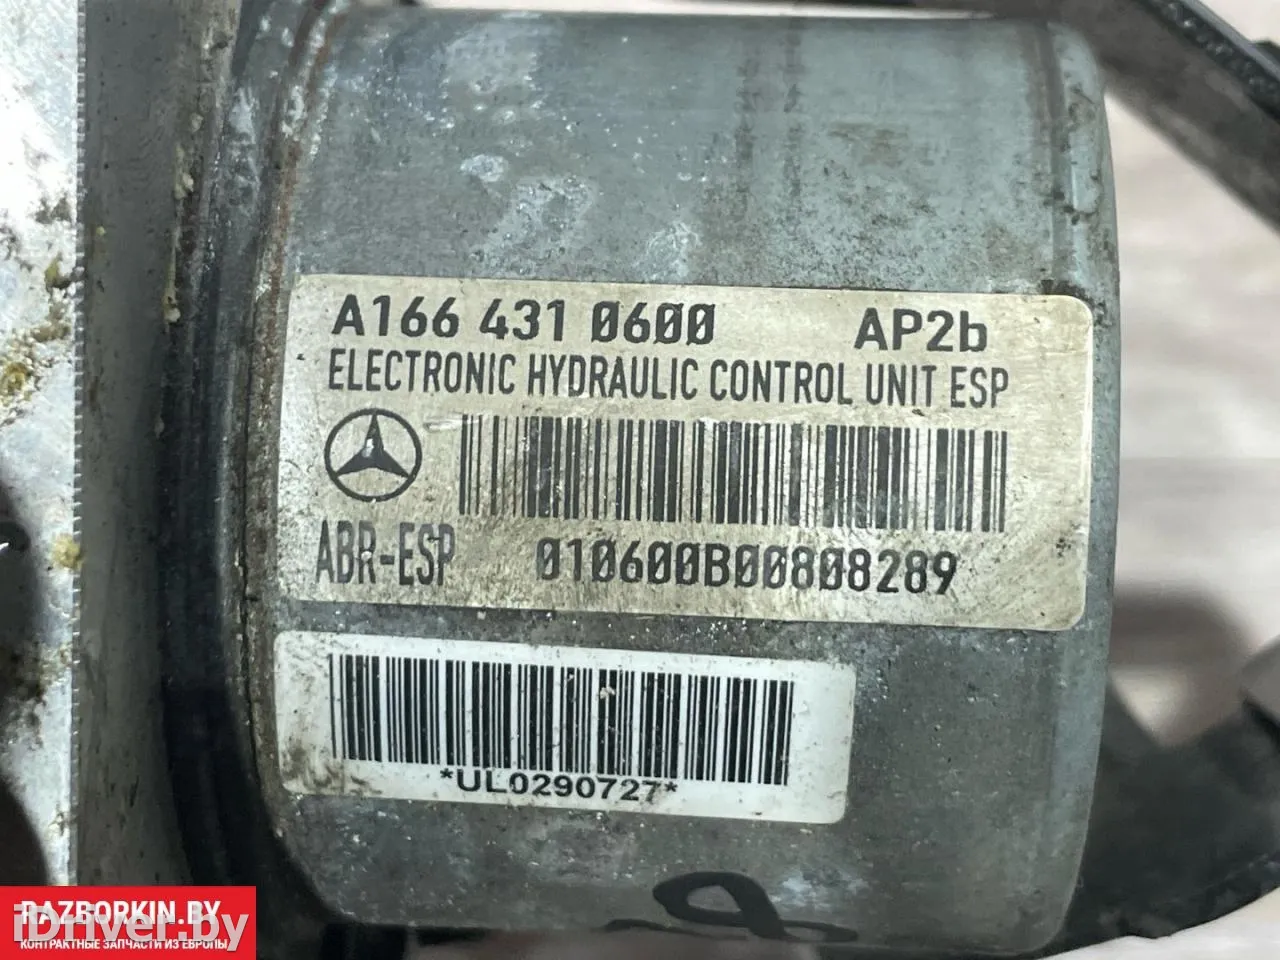 A166 431 0600 AP2b
ELECTRONIC HYDRAULIC CONTROL UNIT ESP
ABR-ESP 010600B00808289
*UL0290727*
RAZBORKIN.BY
iDriver.by
КОНТРАКТНЫЕ ЗАПЧАСТИ ИЗ ЕВРОПЫ